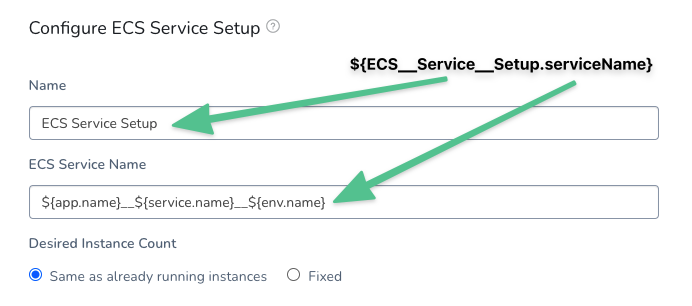 Configure ECS Service Setup ?
${ECS__Service__Setup.serviceName}
Name
ECS Service Setup
ECS Service Name
${app.name}__${service.name}__${env.name}
Desired Instance Count
Same as already running instances Fixed